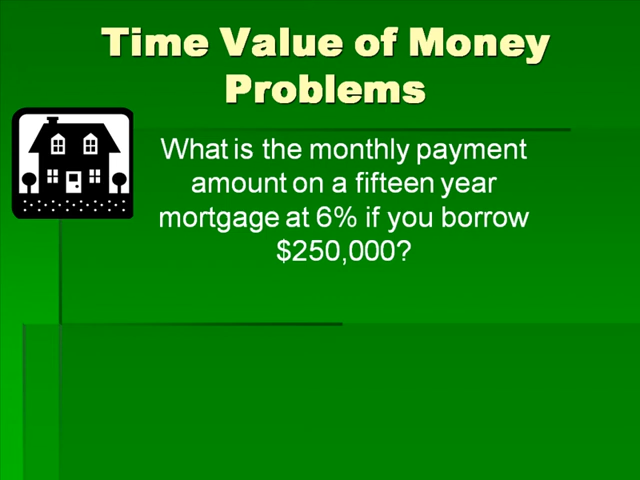 Time Value of Money
Problems
What is the monthly payment
amount on a fifteen year
mortgage at 6% if you borrow
$250,000?